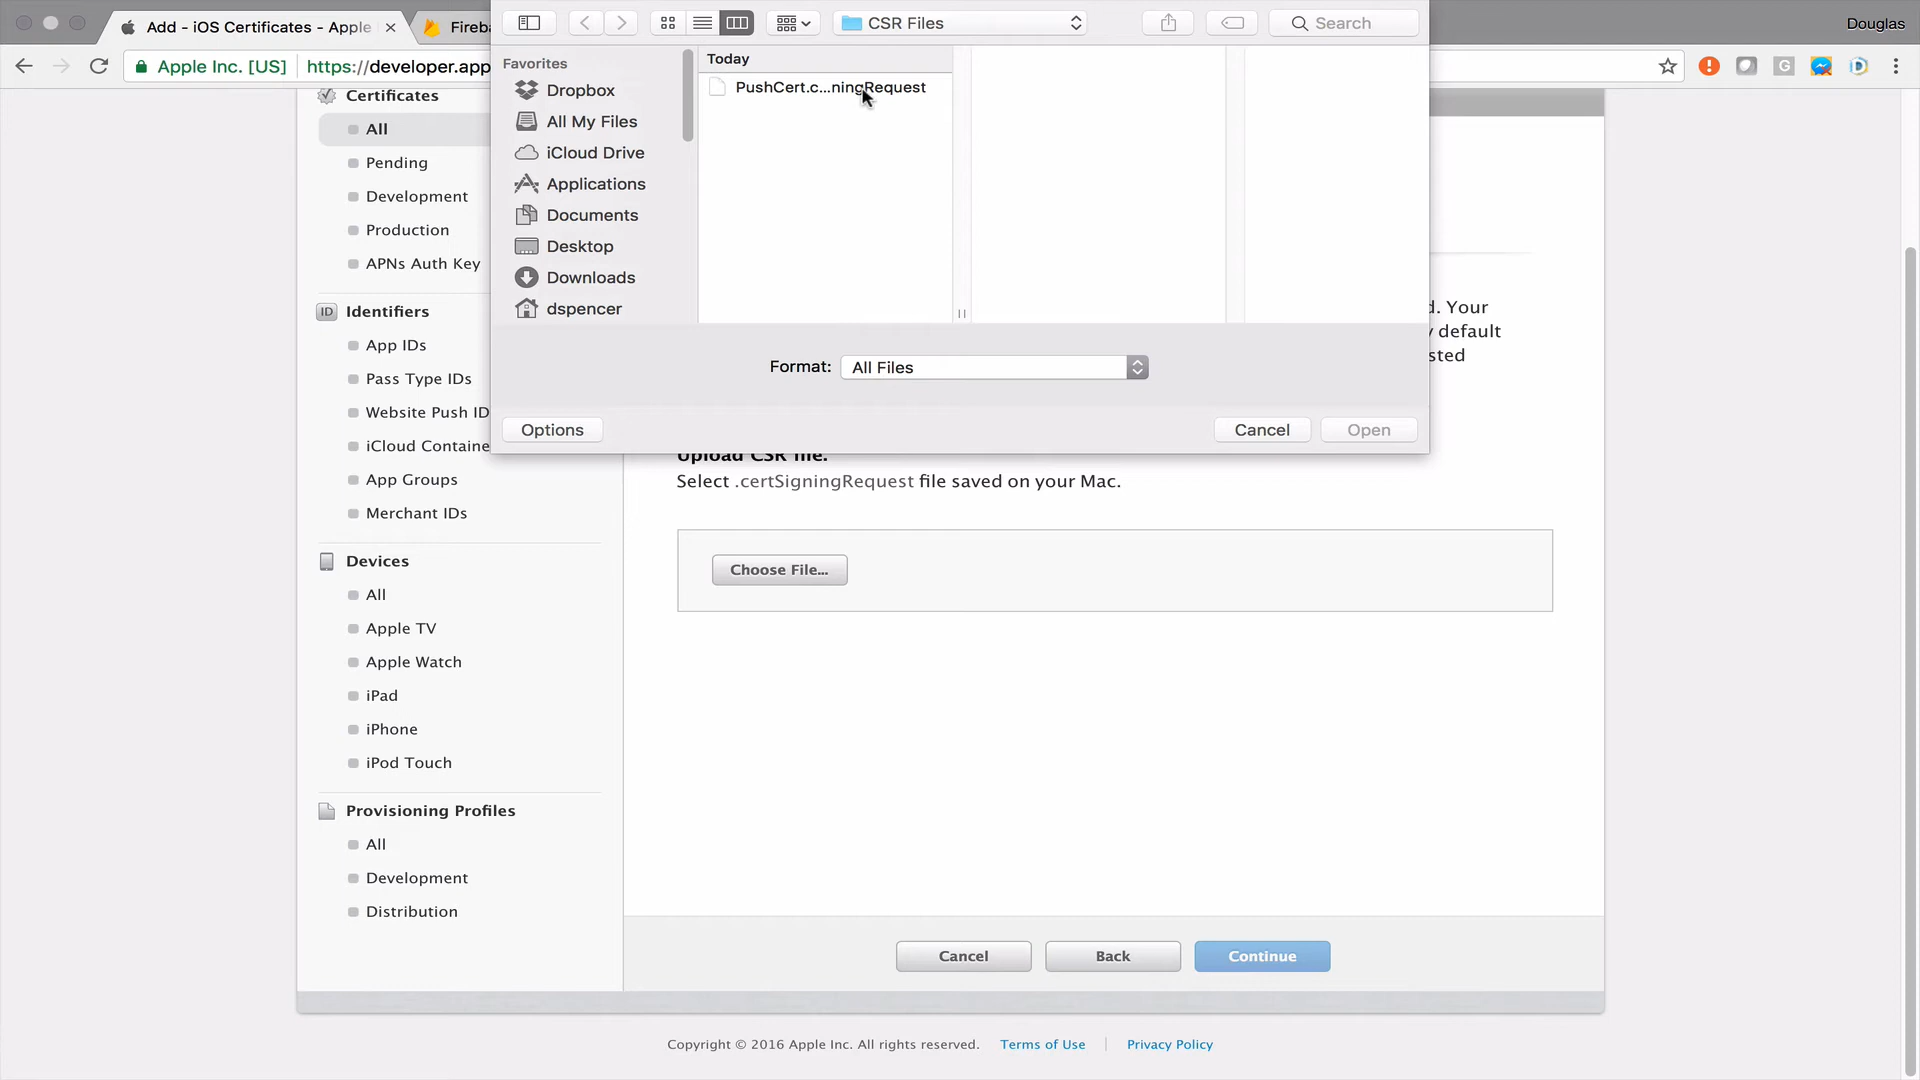 Add - iOS Certificates - Apple
Fireba
Douglas
Apple Inc. [US]
https://developer.app
CSR Files
Search
Favorites
Dropbox
All My Files
iCloud Drive
Applications
Documents
Desktop
Downloads
dspencer
Today
PushCert.c...ningRequest
Format:
All Files
Options
Cancel
Open
Certificates
All
Pending
Development
Production
APNs Auth Key
ID
Identifiers
App IDs
Pass Type IDs
Website Push ID
iCloud Containe
App Groups
Merchant IDs
Devices
All
Apple TV
Apple Watch
iPad
iPhone
iPod Touch
Provisioning Profiles
All
Development
Distribution
d. Your
y default
sted
Upload CSR file.
Select .certSigningRequest file saved on your Mac.
Choose File...
Cancel
Back
Continue
Copyright © 2016 Apple Inc. All rights reserved.
Terms of Use
Privacy Policy